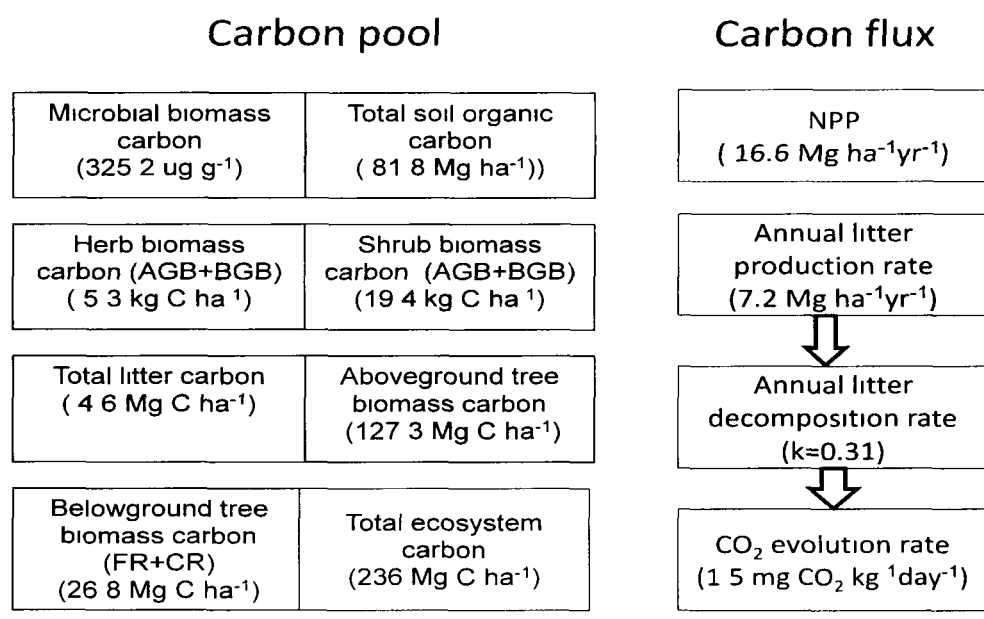 Carbon pool
Carbon flux
Microbial biomass
carbon
(325 2 ug g⁻¹)
Total soil organic
carbon
( 81 8 Mg ha⁻¹))
Herb biomass
carbon (AGB+BGB)
( 5 3 kg C ha ¹)
Shrub biomass
carbon (AGB+BGB)
(19 4 kg C ha ¹)
Total litter carbon
( 4 6 Mg C ha⁻¹)
Aboveground tree
biomass carbon
(127 3 Mg C ha⁻¹)
Belowground tree
biomass carbon
(FR+CR)
(26 8 Mg C ha⁻¹)
Total ecosystem
carbon
(236 Mg C ha⁻¹)
NPP
( 16.6 Mg ha⁻¹yr⁻¹)
Annual litter
production rate
(7.2 Mg ha⁻¹yr⁻¹)
Annual litter
decomposition rate
(k=0.31)
CO₂ evolution rate
(1 5 mg CO₂ kg ¹day⁻¹)